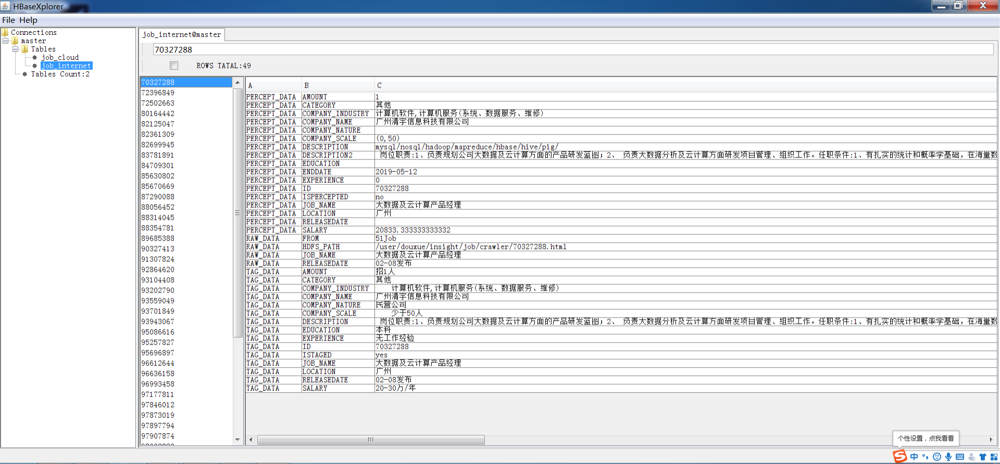 HBaseXplorer
File Help
Connections
master
Tables
job_cloud
job_internet
Tables Count:2
job_internet@master
70327288
ROWS TATAL:49
70327288
72396849
72502663
80164442
82125047
82361309
82699945
83781891
84709301
85630802
85670669
87290088
88056452
88314045
88354781
89685388
90327413
91307824
92864620
93104408
93202790
93559049
93701849
93943067
95086616
95257827
95696897
96612644
96636158
96993458
97177811
97846012
97873019
97897794
97907874
A B C
PERCEPT_DATA AMOUNT 1
PERCEPT_DATA CATEGORY 其他
PERCEPT_DATA COMPANY_INDUSTRY 计算机软件,计算机服务(系统、数据服务、维修)
PERCEPT_DATA COMPANY_NAME 广州清宇信息科技有限公司
PERCEPT_DATA COMPANY_NATURE
PERCEPT_DATA COMPANY_SCALE (0,50)
PERCEPT_DATA DESCRIPTION mysql/nosql/hadoop/mapreduce/hbase/hive/pig/
PERCEPT_DATA DESCRIPTION2 岗位职责:1、负责规划公司大数据及云计算方面的产品研发蓝图; 2、 负责大数据分析及云计算方面研发项目管理、组织工作。任职条件:1、有扎实的统计和概率学基础, 在海量数
PERCEPT_DATA EDUCATION
PERCEPT_DATA ENDDATE 2019-05-12
PERCEPT_DATA EXPERIENCE 0
PERCEPT_DATA ID 70327288
PERCEPT_DATA ISPERCEPTED no
PERCEPT_DATA JOB_NAME 大数据及云计算产品经理
PERCEPT_DATA LOCATION 广州
PERCEPT_DATA RELEASEDATE
PERCEPT_DATA SALARY 20833.333333333332
RAW_DATA FROM 51Job
RAW_DATA HDFS_PATH /user/douxue/insight/job/crawler/70327288.html
RAW_DATA JOB_NAME 大数据及云计算产品经理
RAW_DATA RELEASEDATE 02-08发布
TAG_DATA AMOUNT 招1人
TAG_DATA CATEGORY 其他
TAG_DATA COMPANY_INDUSTRY 计算机软件,计算机服务(系统、数据服务、维修)
TAG_DATA COMPANY_NAME 广州清宇信息科技有限公司
TAG_DATA COMPANY_NATURE 民营公司
TAG_DATA COMPANY_SCALE 少于50人
TAG_DATA DESCRIPTION 岗位职责:1、负责规划公司大数据及云计算方面的产品研发蓝图; 2、 负责大数据分析及云计算方面研发项目管理、组织工作。任职条件:1、有扎实的统计和概率学基础, 在海量数
TAG_DATA EDUCATION 本科
TAG_DATA EXPERIENCE 无工作经验
TAG_DATA ID 70327288
TAG_DATA ISTAGED yes
TAG_DATA JOB_NAME 大数据及云计算产品经理
TAG_DATA LOCATION 广州
TAG_DATA RELEASEDATE 02-08发布
TAG_DATA SALARY 20-30万/年
个性设置，点我看看
中